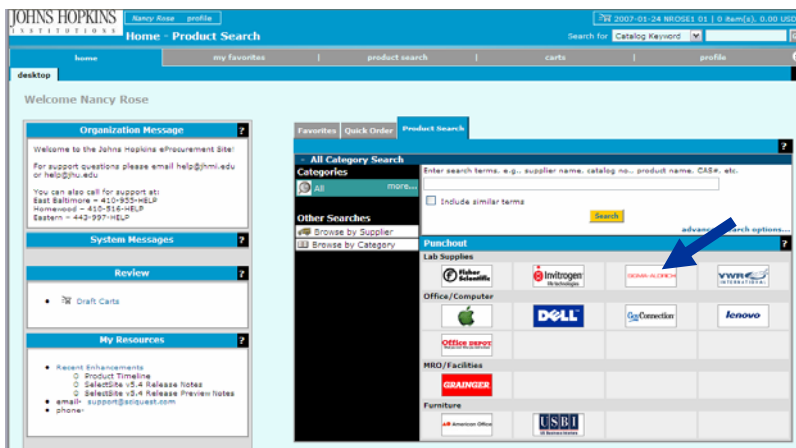 JOHNS HOPKINS
INSTITUTIONS
Nancy Rose profile
Home - Product Search
2007-01-24 NROSE1 01 | 0 item(s), 0.00 USD
Search for Catalog Keyword
home | my favorites | product search | carts | profile
desktop
Welcome Nancy Rose
Organization Message ?
Welcome to the Johns Hopkins eProcurement Site!
For support questions please email help@jhmi.edu
or help@jhu.edu
You can also call for support at:
East Baltimore - 410-955-HELP
Homewood - 410-516-HELP
Eastern - 443-997-HELP
System Messages ?
Review ?
Draft Carts
My Resources ?
Recent Enhancements
Product Timeline
SelectSite v5.4 Release Notes
SelectSite v5.4 Release Preview Notes
email- support@sciquest.com
phone-
Favorites Quick Order Product Search
?
- All Category Search
Categories
All more...
Other Searches
Browse by Supplier
Browse by Category
Enter search terms, e.g., supplier name, catalog no., product name, CAS#, etc.
Include similar terms
Search
advanced search options...
Punchout ?
Lab Supplies
Fisher Scientific
Invitrogen
life technologies
SIGMA-ALDRICH
VWR
INTERNATIONAL
Office/Computer
DELL
GovConnection
lenovo
Office DEPOT
MRO/Facilities
GRAINGER
Furniture
American Office
USBI